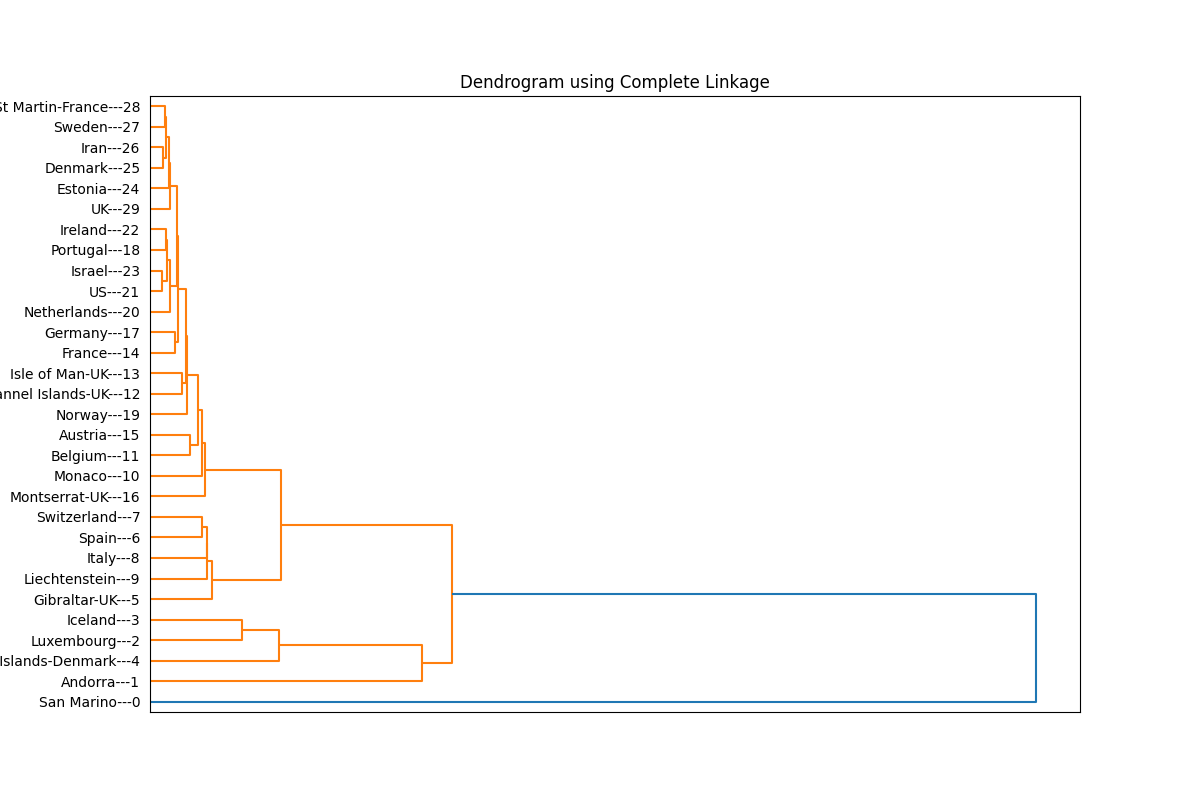 Dendrogram using Complete Linkage
St Martin-France---28
Sweden---27
Iran---26
Denmark---25
Estonia---24
UK---29
Ireland---22
Portugal---18
Israel---23
US---21
Netherlands---20
Germany---17
France---14
Isle of Man-UK---13
annel Islands-UK---12
Norway---19
Austria---15
Belgium---11
Monaco---10
Montserrat-UK---16
Switzerland---7
Spain---6
Italy---8
Liechtenstein---9
Gibraltar-UK---5
Iceland---3
Luxembourg---2
Islands-Denmark---4
Andorra---1
San Marino---0